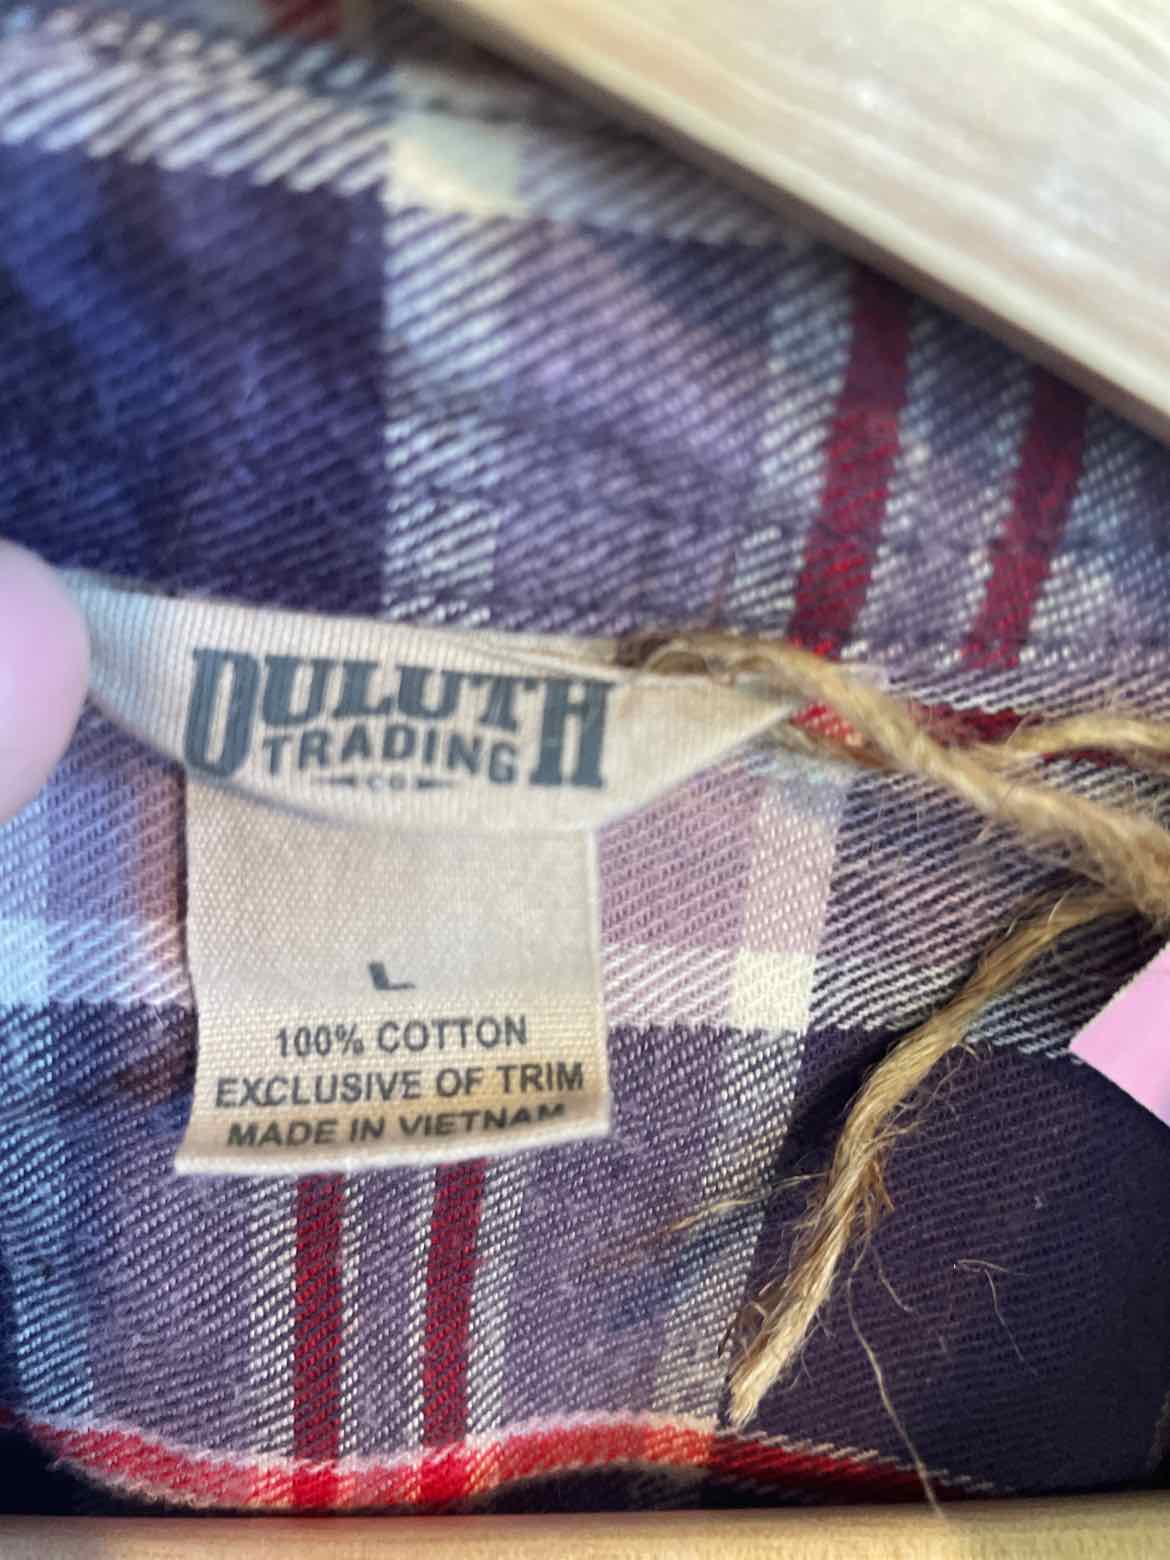 DULUTH
TRADING
CO
L
100% COTTON
EXCLUSIVE OF TRIM
MADE IN VIETNAM